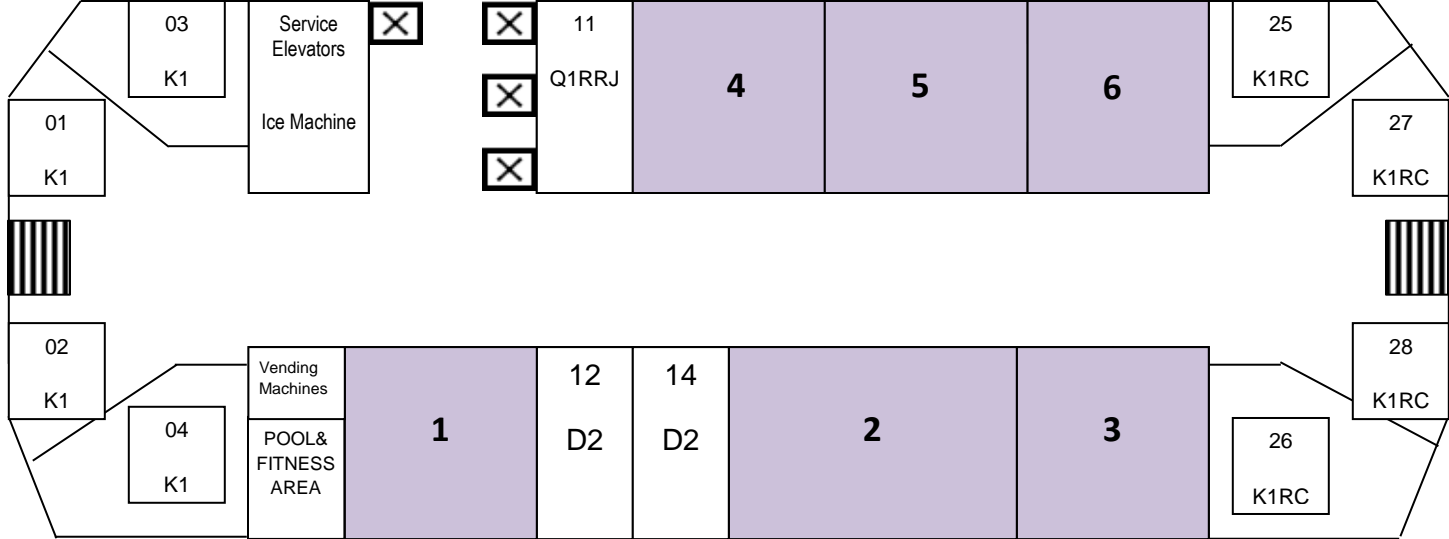 03
K1
Service
Elevators
Ice Machine
11
Q1RRJ
4
5
6
25
K1RC
01
K1
27
K1RC
02
K1
04
K1
Vending
Machines
POOL&
FITNESS
AREA
1
12
D2
14
D2
2
3
26
K1RC
28
K1RC